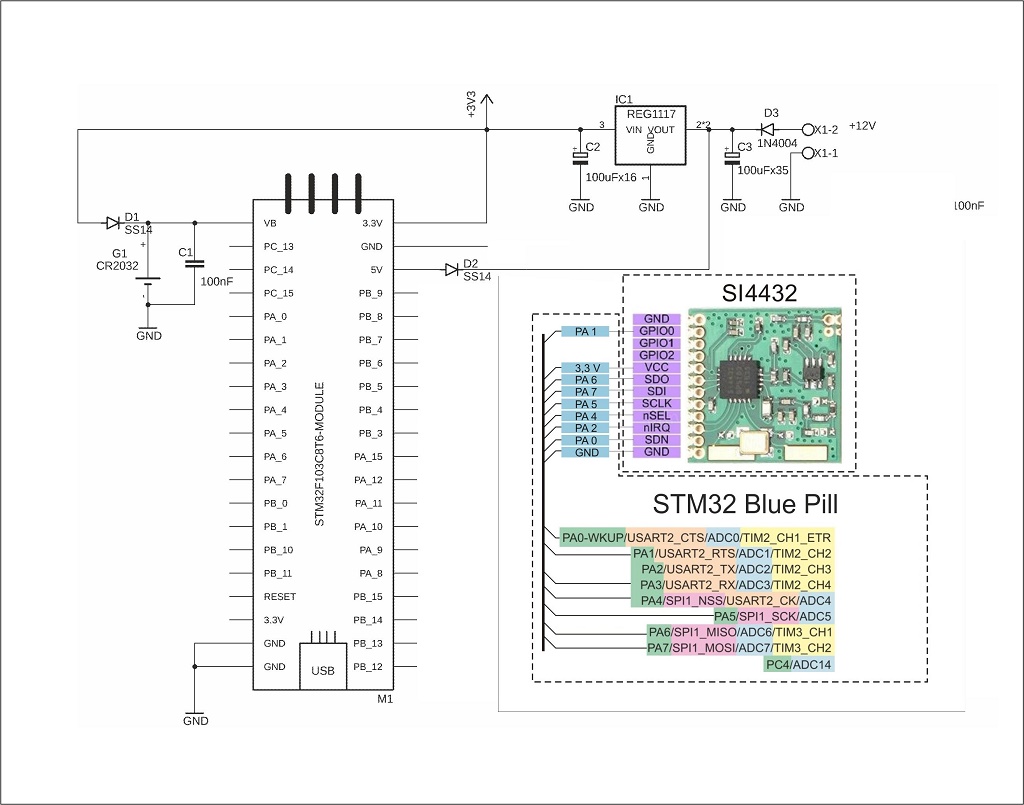 +3V3
IC1
REG1117
3
VIN VOUT
GND
2*2
1
D3
1N4004
X1-2
+12V
X1-1
C2
100uFx16
C3
100uFx35
GND
GND
GND
GND
100nF
D1
SS14
+
G1
CR2032
-
C1
100nF
GND
VB
PC_13
PC_14
PC_15
PA_0
PA_1
PA_2
PA_3
PA_4
PA_5
PA_6
PA_7
PB_0
PB_1
PB_10
PB_11
RESET
3.3V
GND
GND
3.3V
GND
5V
PB_9
PB_8
PB_7
PB_6
PB_5
PB_4
PB_3
PA_15
PA_12
PA_11
PA_10
PA_9
PA_8
PB_15
PB_14
PB_13
PB_12
STM32F103C8T6-MODULE
USB
M1
GND
D2
SS14
SI4432
GND
PA 1 GPIO0
GPIO1
GPIO2
3,3 V VCC
PA 6 SDO
PA 7 SDI
PA 5 SCLK
PA 4 nSEL
PA 2 nIRQ
PA 0 SDN
GND GND
STM32 Blue Pill
PA0-WKUP/USART2_CTS/ADC0/TIM2_CH1_ETR
PA1/USART2_RTS/ADC1/TIM2_CH2
PA2/USART2_TX/ADC2/TIM2_CH3
PA3/USART2_RX/ADC3/TIM2_CH4
PA4/SPI1_NSS/USART2_CK/ADC4
PA5/SPI1_SCK/ADC5
PA6/SPI1_MISO/ADC6/TIM3_CH1
PA7/SPI1_MOSI/ADC7/TIM3_CH2
PC4/ADC14